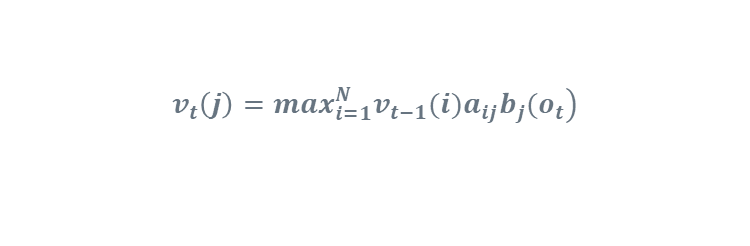 v_t(j) = max_{i=1}^{N} v_{t-1}(i) a_{ij} b_j(o_t)